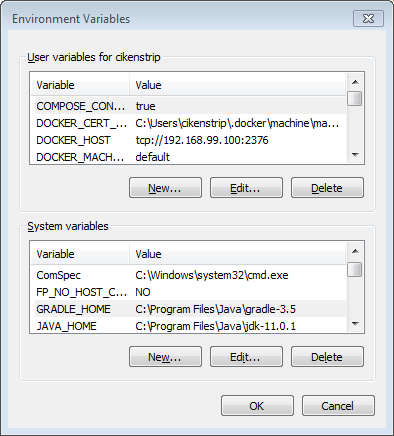 Environment Variables
User variables for cikenstrip
Variable Value
COMPOSE_CON... true
DOCKER_CERT_... C:\Users\cikenstrip\.docker\machine\ma...
DOCKER_HOST tcp://192.168.99.100:2376
DOCKER_MACH... default
New... Edit... Delete
System variables
Variable Value
ComSpec C:\Windows\system32\cmd.exe
FP_NO_HOST_C... NO
GRADLE_HOME C:\Program Files\Java\gradle-3.5
JAVA_HOME C:\Program Files\Java\jdk-11.0.1
New... Edit... Delete
OK Cancel